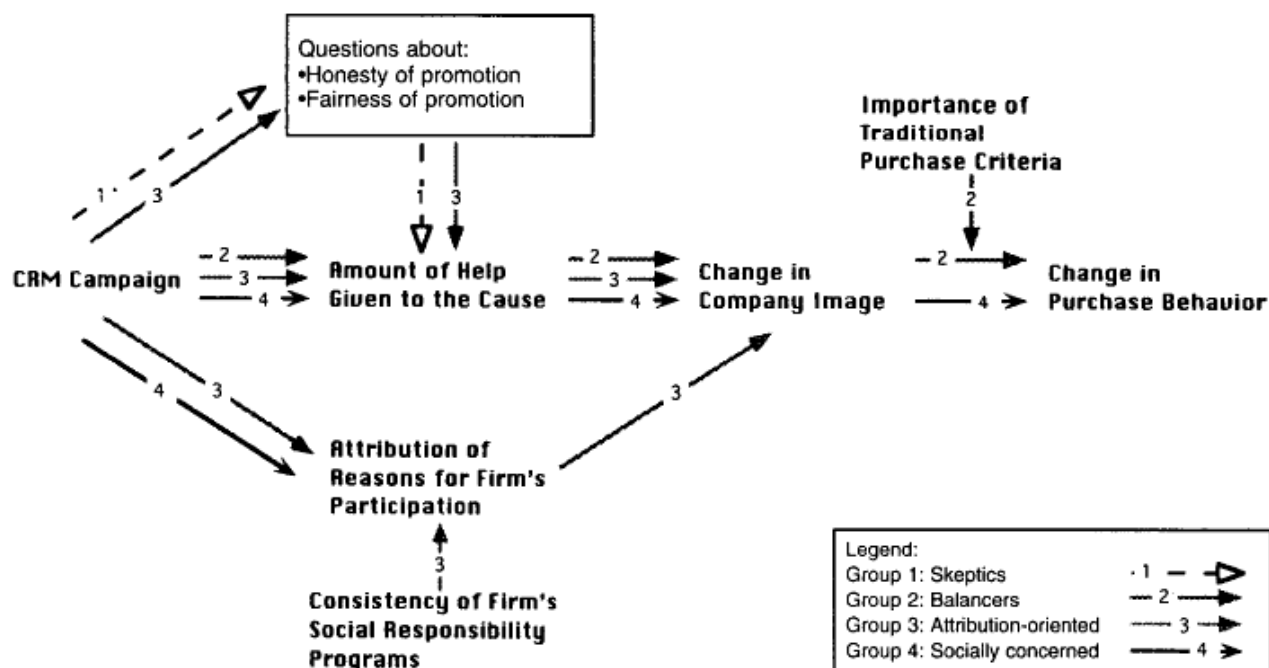 Questions about:
•Honesty of promotion
•Fairness of promotion
Importance of
Traditional
Purchase Criteria
1
3
1
3
2
CRM Campaign
2
3
4
Amount of Help
Given to the Cause
2
3
4
Change in
Company Image
2
4
Change in
Purchase Behavior
3
4
3
Attribution of
Reasons for Firm's
Participation
3
Consistency of Firm's
Social Responsibility
Programs
Legend:
Group 1: Skeptics 1
Group 2: Balancers 2
Group 3: Attribution-oriented 3
Group 4: Socially concerned 4